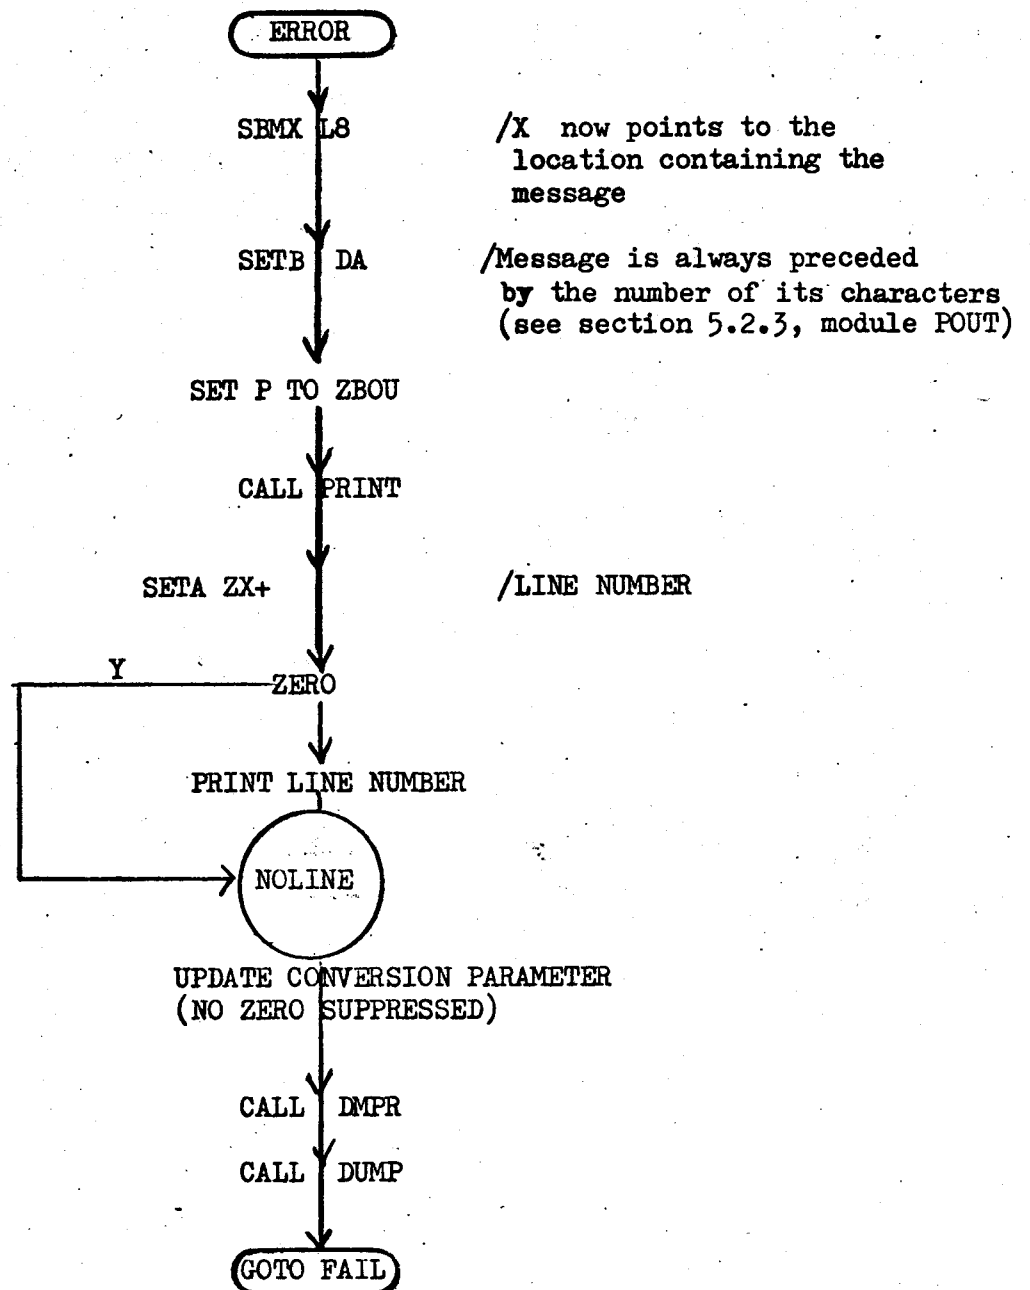 ERROR
SBMX L8 /X now points to the
location containing the
message
SETB DA /Message is always preceded
by the number of its characters
(see section 5.2.3, module POUT)
SET P TO ZBOU
CALL PRINT
SETA ZX+ /LINE NUMBER
Y
ZERO
PRINT LINE NUMBER
NOLINE
UPDATE CONVERSION PARAMETER
(NO ZERO SUPPRESSED)
CALL DMPR
CALL DUMP
GOTO FAIL